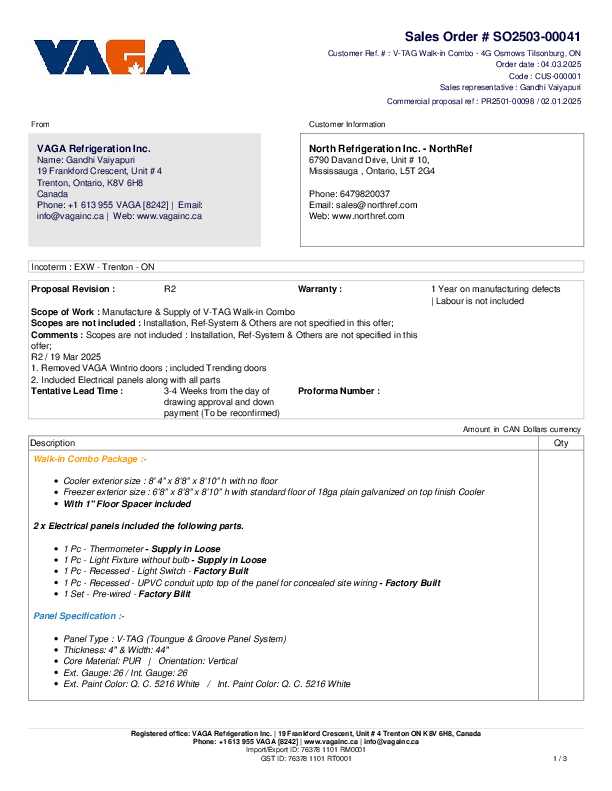 VAGA
Sales Order # SO2503-00041
Customer Ref. # : V-TAG Walk-in Combo - 4G Osmows Tilsonburg, ON
Order date : 04.03.2025
Code : CUS-000001
Sales representative : Gandhi Vaiyapuri
Commercial proposal ref : PR2501-00098 / 02.01.2025
From
Customer Information
VAGA Refrigeration Inc.
Name: Gandhi Vaiyapuri
19 Frankford Crescent, Unit # 4
Trenton, Ontario, K8V 6H8
Canada
Phone: +1 613 955 VAGA [8242] | Email:
info@vagainc.ca | Web: www.vagainc.ca
North Refrigeration Inc. - NorthRef
6790 Davand Drive, Unit # 10,
Mississauga , Ontario, L5T 2G4
Phone: 6479820037
Email: sales@northref.com
Web: www.northref.com
Incoterm : EXW - Trenton - ON
Proposal Revision : R2 Warranty : 1 Year on manufacturing defects
| Labour is not included
Scope of Work : Manufacture & Supply of V-TAG Walk-in Combo
Scopes are not included : Installation, Ref-System & Others are not specified in this offer;
Comments : Scopes are not included : Installation, Ref-System & Others are not specified in this
offer;
R2 / 19 Mar 2025
1. Removed VAGA Wintrio doors ; included Trending doors
2. Included Electrical panels along with all parts
Tentative Lead Time : 3-4 Weeks from the day of Proforma Number :
drawing approval and down
payment (To be reconfirmed)
Amount in CAN Dollars currency
Description Qty
Walk-in Combo Package :-
• Cooler exterior size : 8' 4" x 8'8" x 8'10" h with no floor
• Freezer exterior size : 6'8" x 8'8" x 8'10" h with standard floor of 18ga plain galvanized on top finish Cooler
• With 1" Floor Spacer included
2 x Electrical panels included the following parts.
• 1 Pc - Thermometer - Supply in Loose
• 1 Pc - Light Fixture without bulb - Supply in Loose
• 1 Pc - Recessed - Light Switch - Factory Built
• 1 Pc - Recessed - UPVC conduit upto top of the panel for concealed site wiring - Factory Built
• 1 Set - Pre-wired - Factory Bilit
Panel Specification :-
• Panel Type : V-TAG (Toungue & Groove Panel System)
• Thickness: 4" & Width: 44"
• Core Material: PUR | Orientation: Vertical
• Ext. Gauge: 26 / Int. Gauge: 26
• Ext. Paint Color: Q. C. 5216 White / Int. Paint Color: Q. C. 5216 White
Registered office: VAGA Refrigeration Inc. | 19 Frankford Crescent, Unit # 4 Trenton ON K8V 6H8, Canada
Phone: +1 613 955 VAGA [8242] | www.vagainc.ca | info@vagainc.ca
Import/Export ID: 76378 1101 RM0001
GST ID: 76378 1101 RT0001
1 / 3